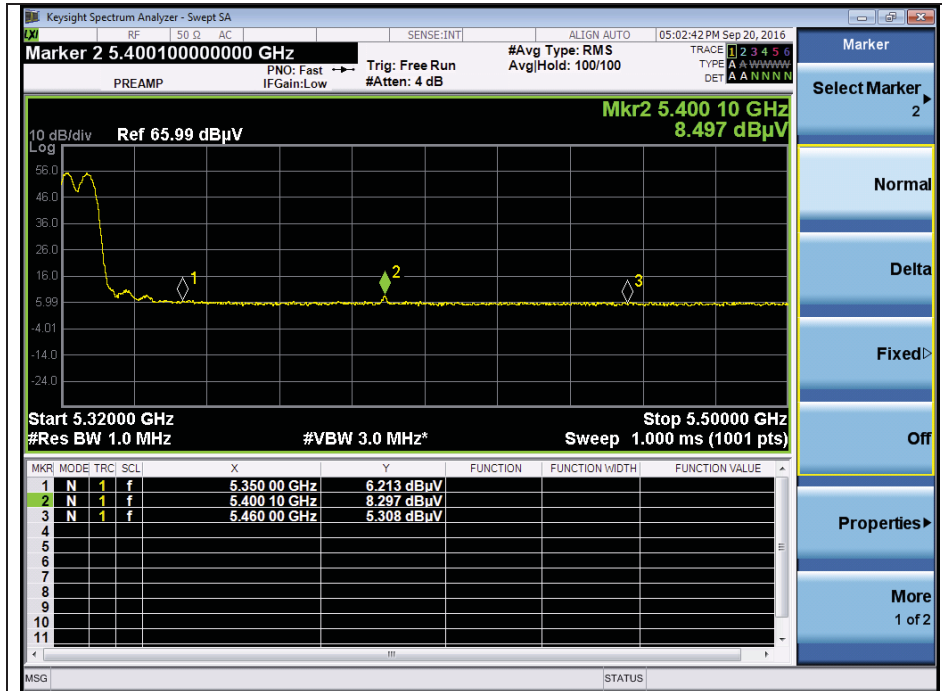 Keysight Spectrum Analyzer - Swept SA
LXI RF 50 Ω AC SENSE:INT ALIGN AUTO 05:02:42 PM Sep 20, 2016
Marker 2 5.400100000000 GHz
PREAMP
PNO: Fast
IFGain:Low
Trig: Free Run
#Atten: 4 dB
#Avg Type: RMS
Avg|Hold: 100/100
TRACE 1 2 3 4 5 6
TYPE A A W W W W
DET A A N N N N
Mkr2 5.400 10 GHz
8.497 dBµV
10 dB/div Ref 65.99 dBµV
Log
56.0
46.0
36.0
26.0
16.0
5.99
-4.01
-14.0
-24.0
1
2
3
Start 5.32000 GHz Stop 5.50000 GHz
#Res BW 1.0 MHz #VBW 3.0 MHz* Sweep 1.000 ms (1001 pts)
MKR MODE TRC SCL X Y FUNCTION FUNCTION WIDTH FUNCTION VALUE
1 N 1 f 5.350 00 GHz 6.213 dBµV
2 N 1 f 5.400 10 GHz 8.297 dBµV
3 N 1 f 5.460 00 GHz 5.308 dBµV
4
5
6
7
8
9
10
11
MSG STATUS
Marker
Select Marker
2
Normal
Delta
Fixed
Off
Properties
More
1 of 2